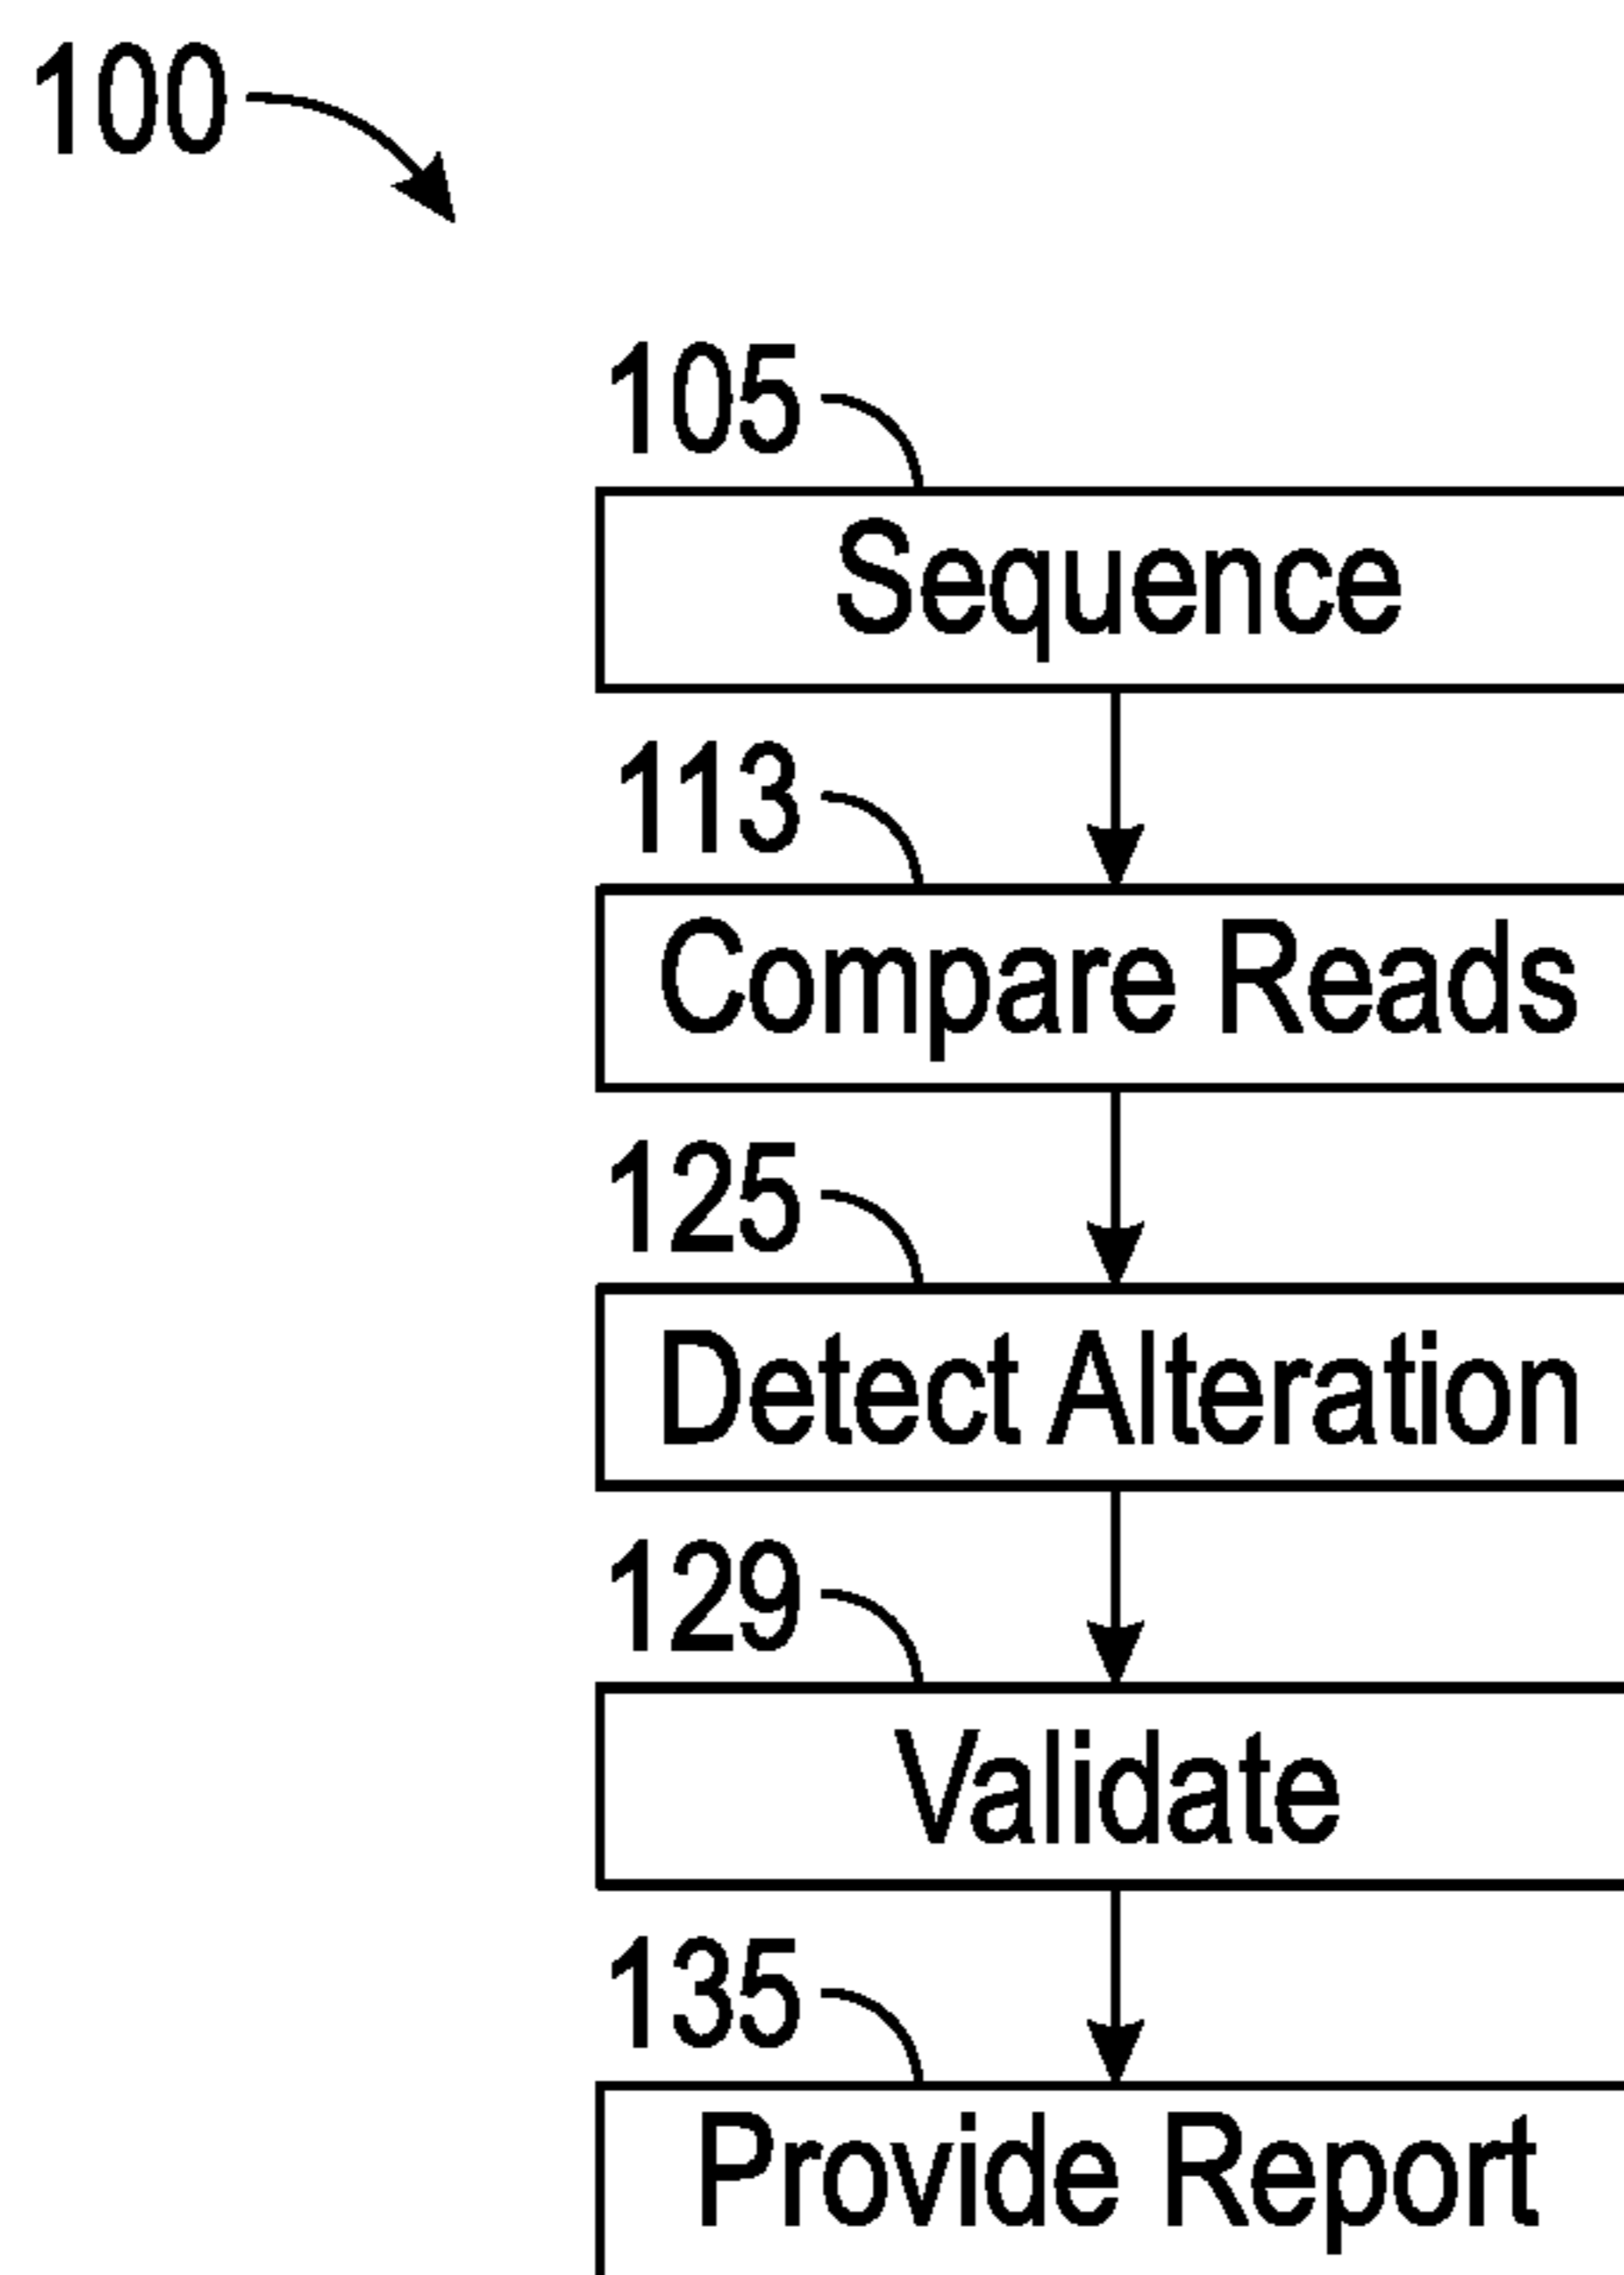 100
105
Sequence
113
Compare Reads
125
Detect Alteration
129
Validate
135
Provide Report